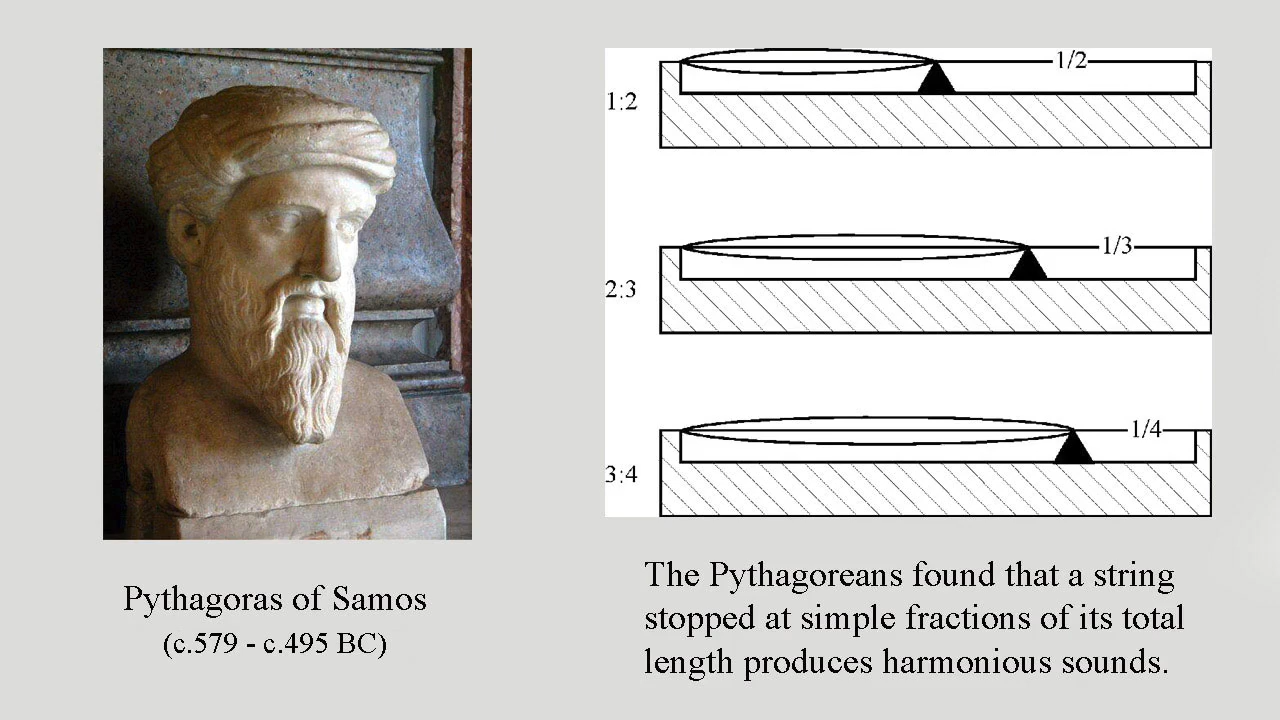 Pythagoras of Samos
(c.579 - c.495 BC)
1/2
1:2
1/3
2:3
1/4
3:4
The Pythagoreans found that a string
stopped at simple fractions of its total
length produces harmonious sounds.